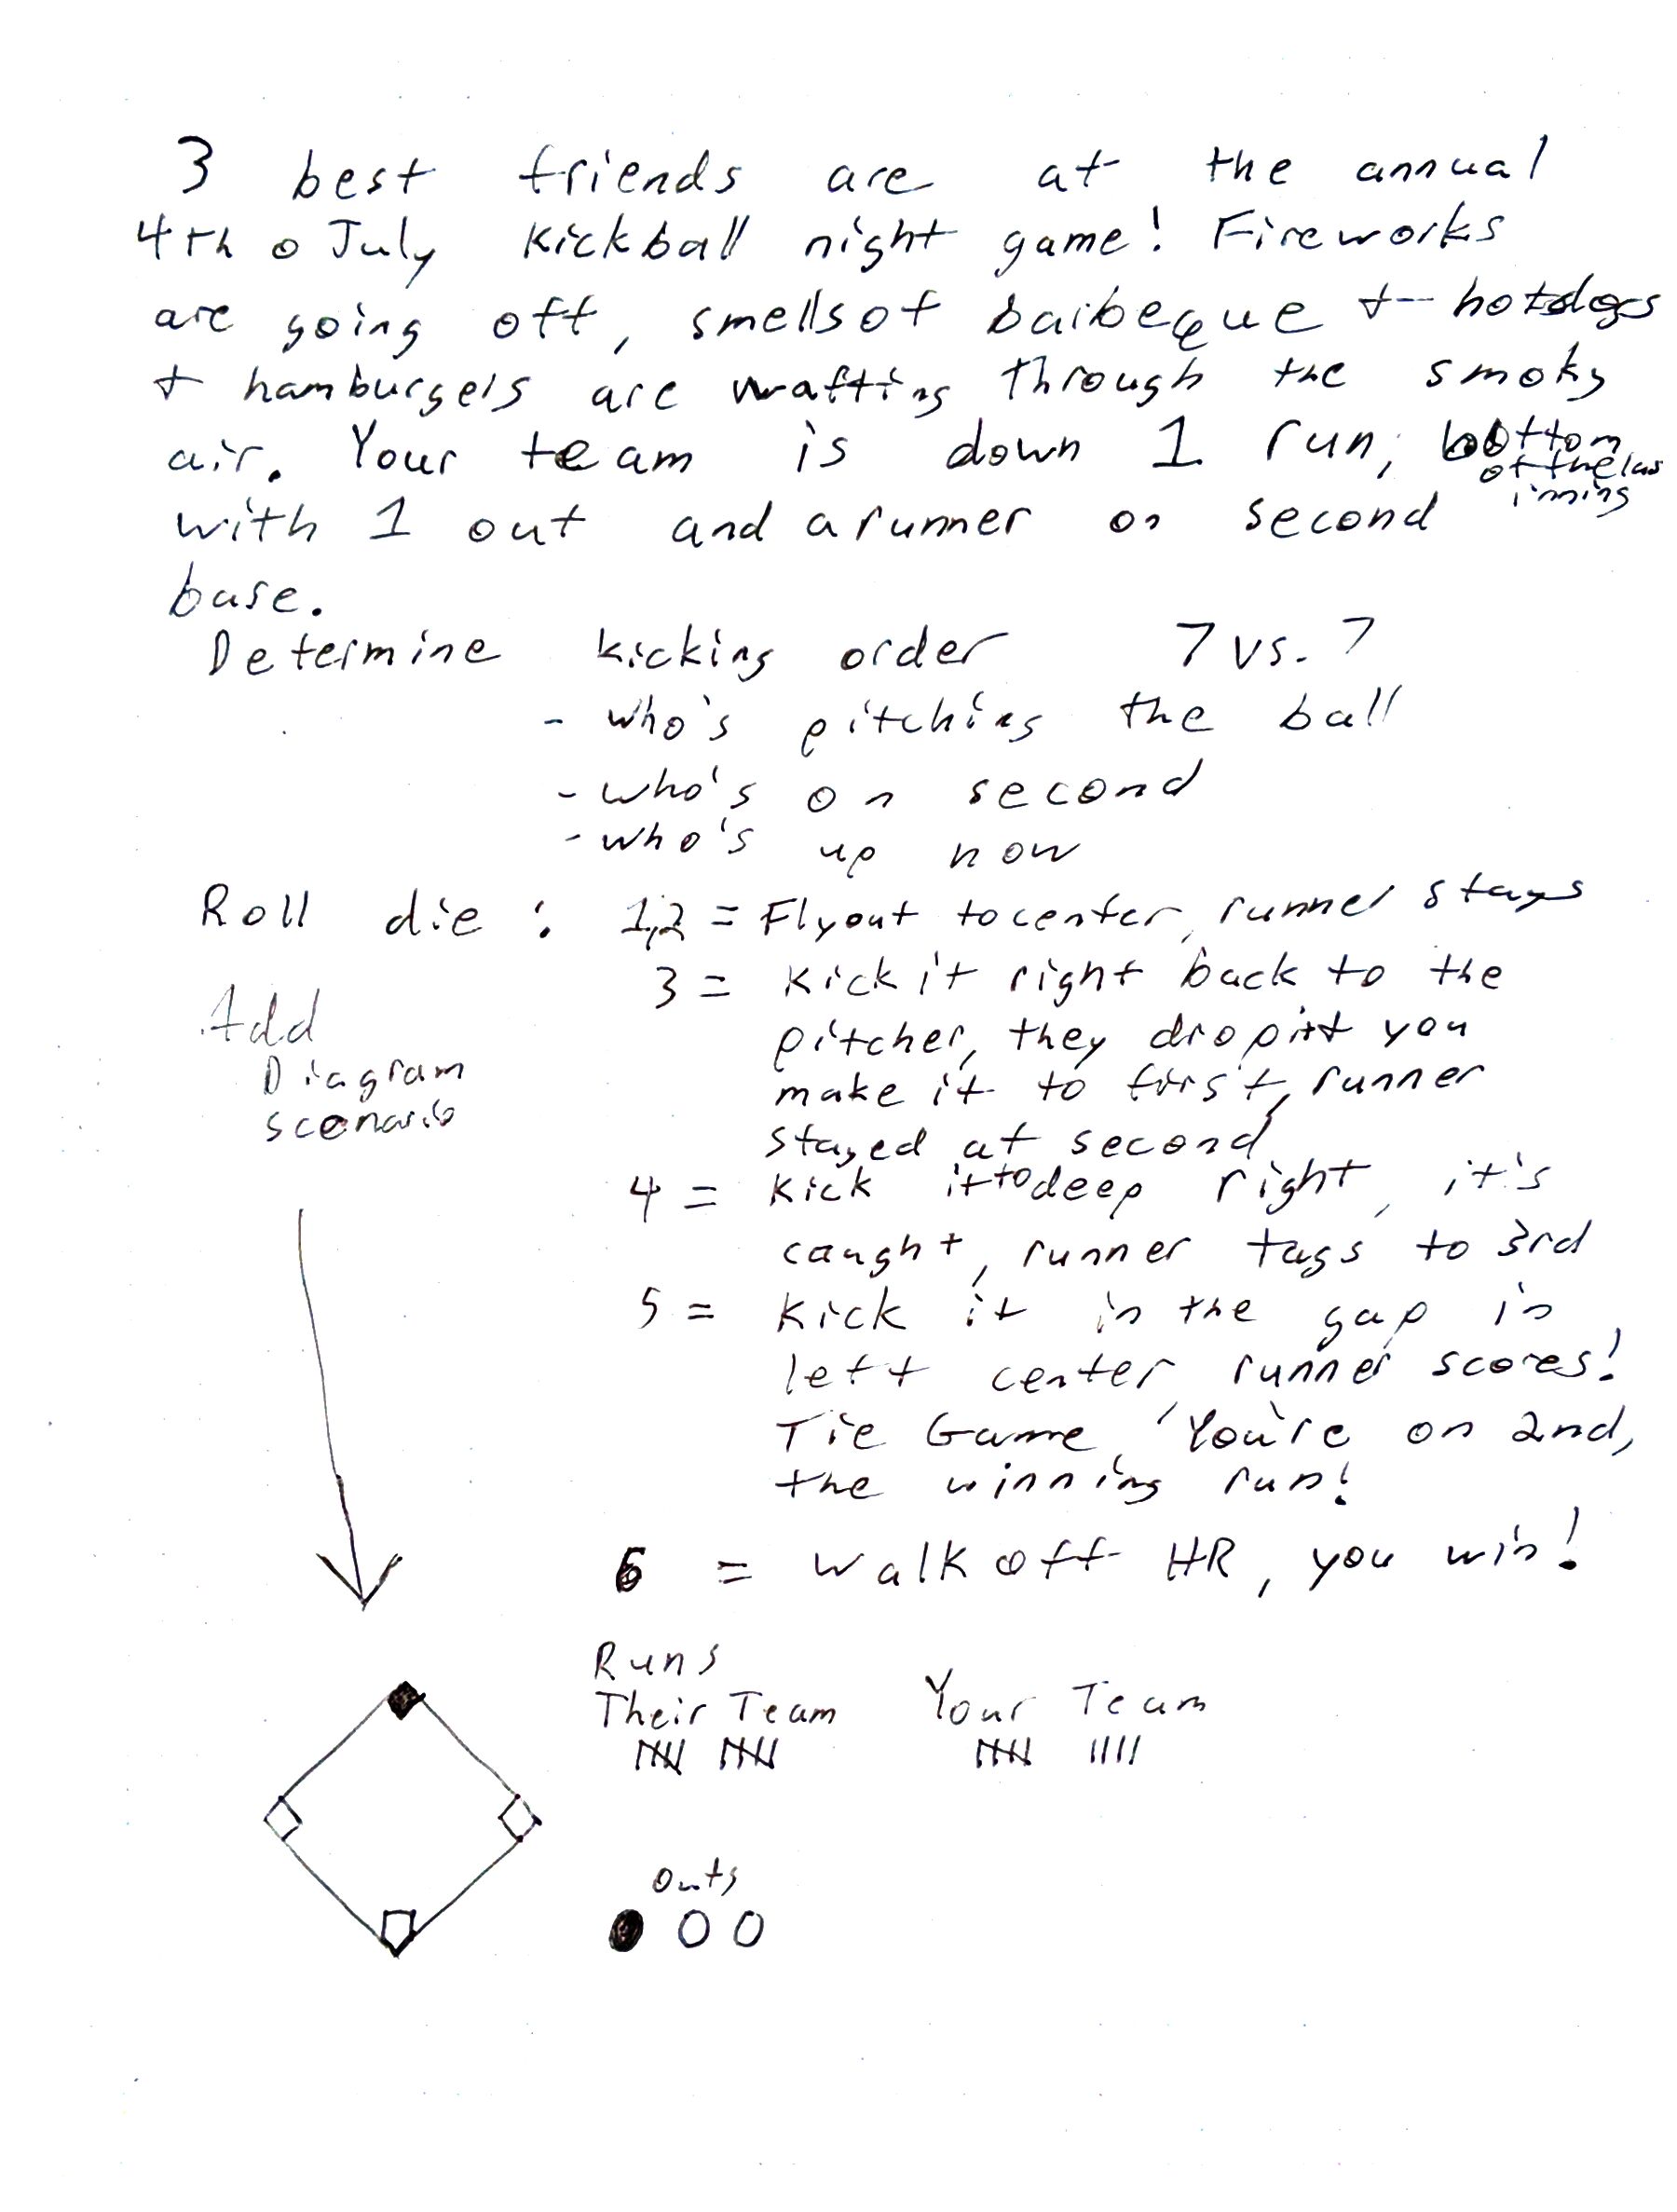 3 best friends are at the annual
4th o July kickball night game! Fireworks
are going off, smells of barbeque + hotdogs
+ hamburgers are wafting through the smoky
air. Your team is down 1 run, bottom
of the las
inning
with 1 out and a runner on second
base.
Determine kicking order 7 vs. 7
- who's pitching the ball
- who's on second
- who's up now
Roll die : 1,2 = Flyout to center, runner stays
3 = Kick it right back to the
pitcher, they drop it you
make it to first, runner
stayed at second
4 = Kick it to deep right, it's
caught, runner tags to 3rd
5 = Kick it in the gap in
left center, runner scores!
Tie Game, You're on 2nd,
the winning run!
6 = Walk off HR, you win!
Add
Diagram
scenario
Runs
Their Team Your Team
Outs